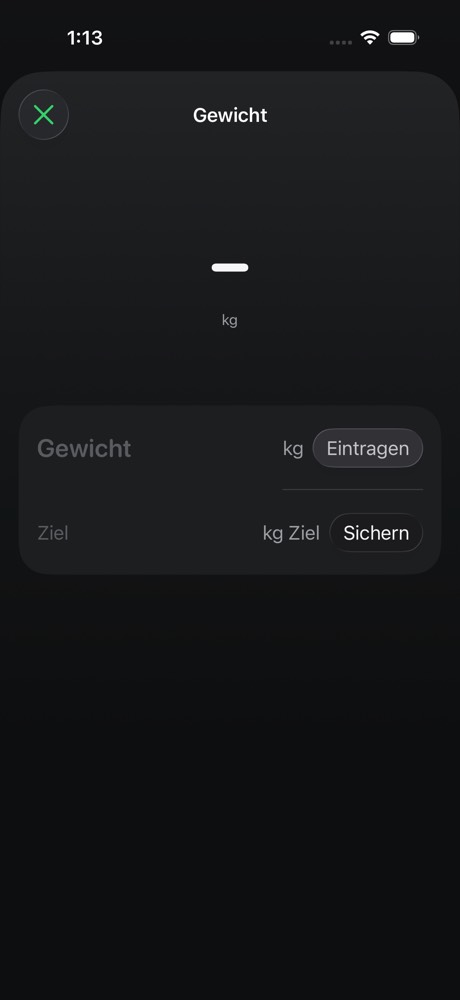 1:13
Gewicht
–
kg
Gewicht kg Eintragen
Ziel kg Ziel Sichern